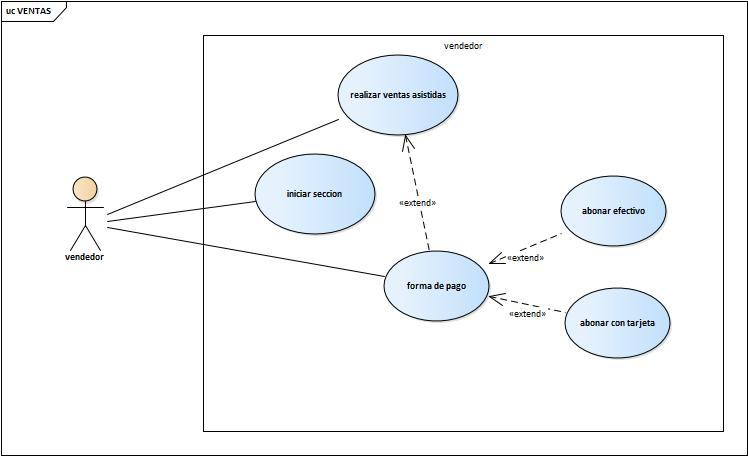 uc VENTAS
vendedor
realizar ventas asistidas
iniciar seccion
«extend»
abonar efectivo
vendedor
«extend»
forma de pago
«extend»
abonar con tarjeta